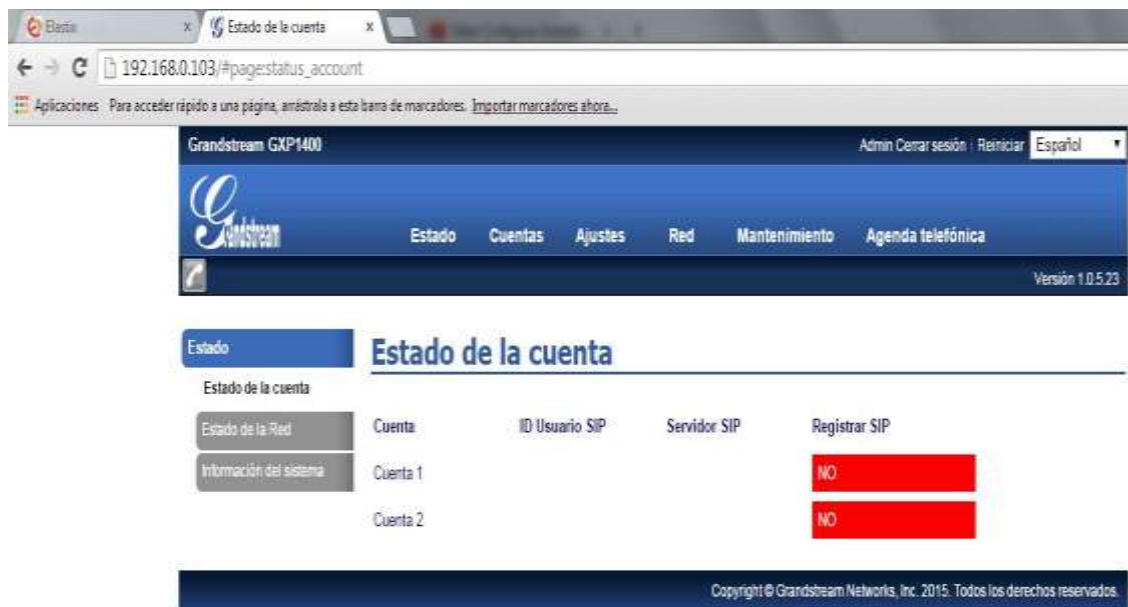 Elastix x Estado de la cuenta x
192.168.0.103/#page:status_account
Aplicaciones Para acceder rápido a una página, arrástrala a esta barra de marcadores. Importar marcadores ahora...
Grandstream GXP1400 Admin Cerrar sesión | Reiniciar Español
Grandstream
Estado Cuentas Ajustes Red Mantenimiento Agenda telefónica
Versión 1.0.5.23
Estado
Estado de la cuenta
Estado de la cuenta
Estado de la Red
Información del sistema
Cuenta ID Usuario SIP Servidor SIP Registrar SIP
Cuenta 1 NO
Cuenta 2 NO
Copyright © Grandstream Networks, Inc. 2015. Todos los derechos reservados.